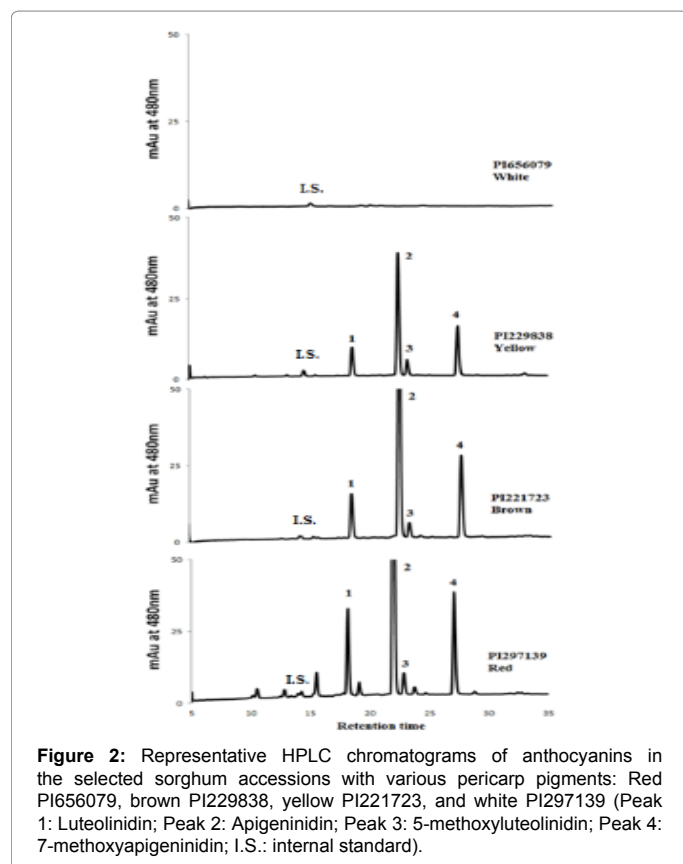 50
25
0
mAu at 480nm
I.S.
PI656079
White
50
25
0
mAu at 480nm
I.S.
1
2
3
4
PI229838
Yellow
50
25
0
mAu at 480nm
I.S.
1
2
3
4
PI221723
Brown
50
25
0
mAu at 480nm
I.S.
1
2
3
4
PI297139
Red
5 10 15 20 25 30 35
Retention time
Figure 2: Representative HPLC chromatograms of anthocyanins in
the selected sorghum accessions with various pericarp pigments: Red
PI656079, brown PI229838, yellow PI221723, and white PI297139 (Peak
1: Luteolinidin; Peak 2: Apigeninidin; Peak 3: 5-methoxyluteolinidin; Peak 4:
7-methoxyapigeninidin; I.S.: internal standard).